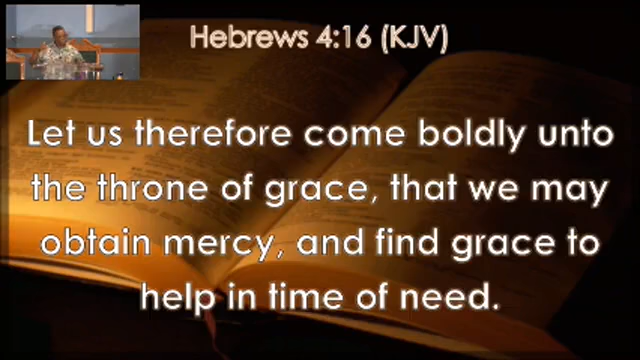 Hebrews 4:16 (KJV)
Let us therefore come boldly unto
the throne of grace, that we may
obtain mercy, and find grace to
help in time of need.